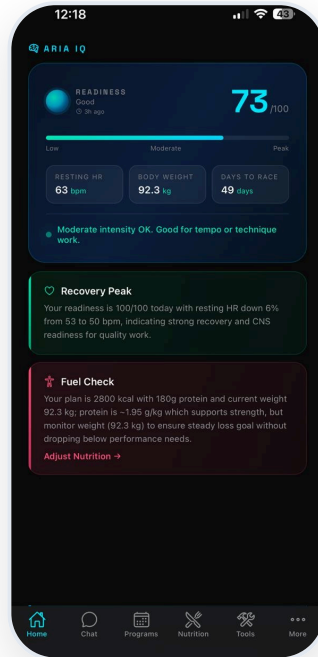 12:18
43
ARIA IQ
READINESS
Good
3h ago
73/100
Low Moderate Peak
RESTING HR
63 bpm
BODY WEIGHT
92.3 kg
DAYS TO RACE
49 days
Moderate intensity OK. Good for tempo or technique
work.
Recovery Peak
Your readiness is 100/100 today with resting HR down 6%
from 53 to 50 bpm, indicating strong recovery and CNS
readiness for quality work.
Fuel Check
Your plan is 2800 kcal with 180g protein and current weight
92.3 kg; protein is ~1.95 g/kg which supports strength, but
monitor weight (92.3 kg) to ensure steady loss goal without
dropping below performance needs.
Adjust Nutrition →
Home Chat Programs Nutrition Tools More